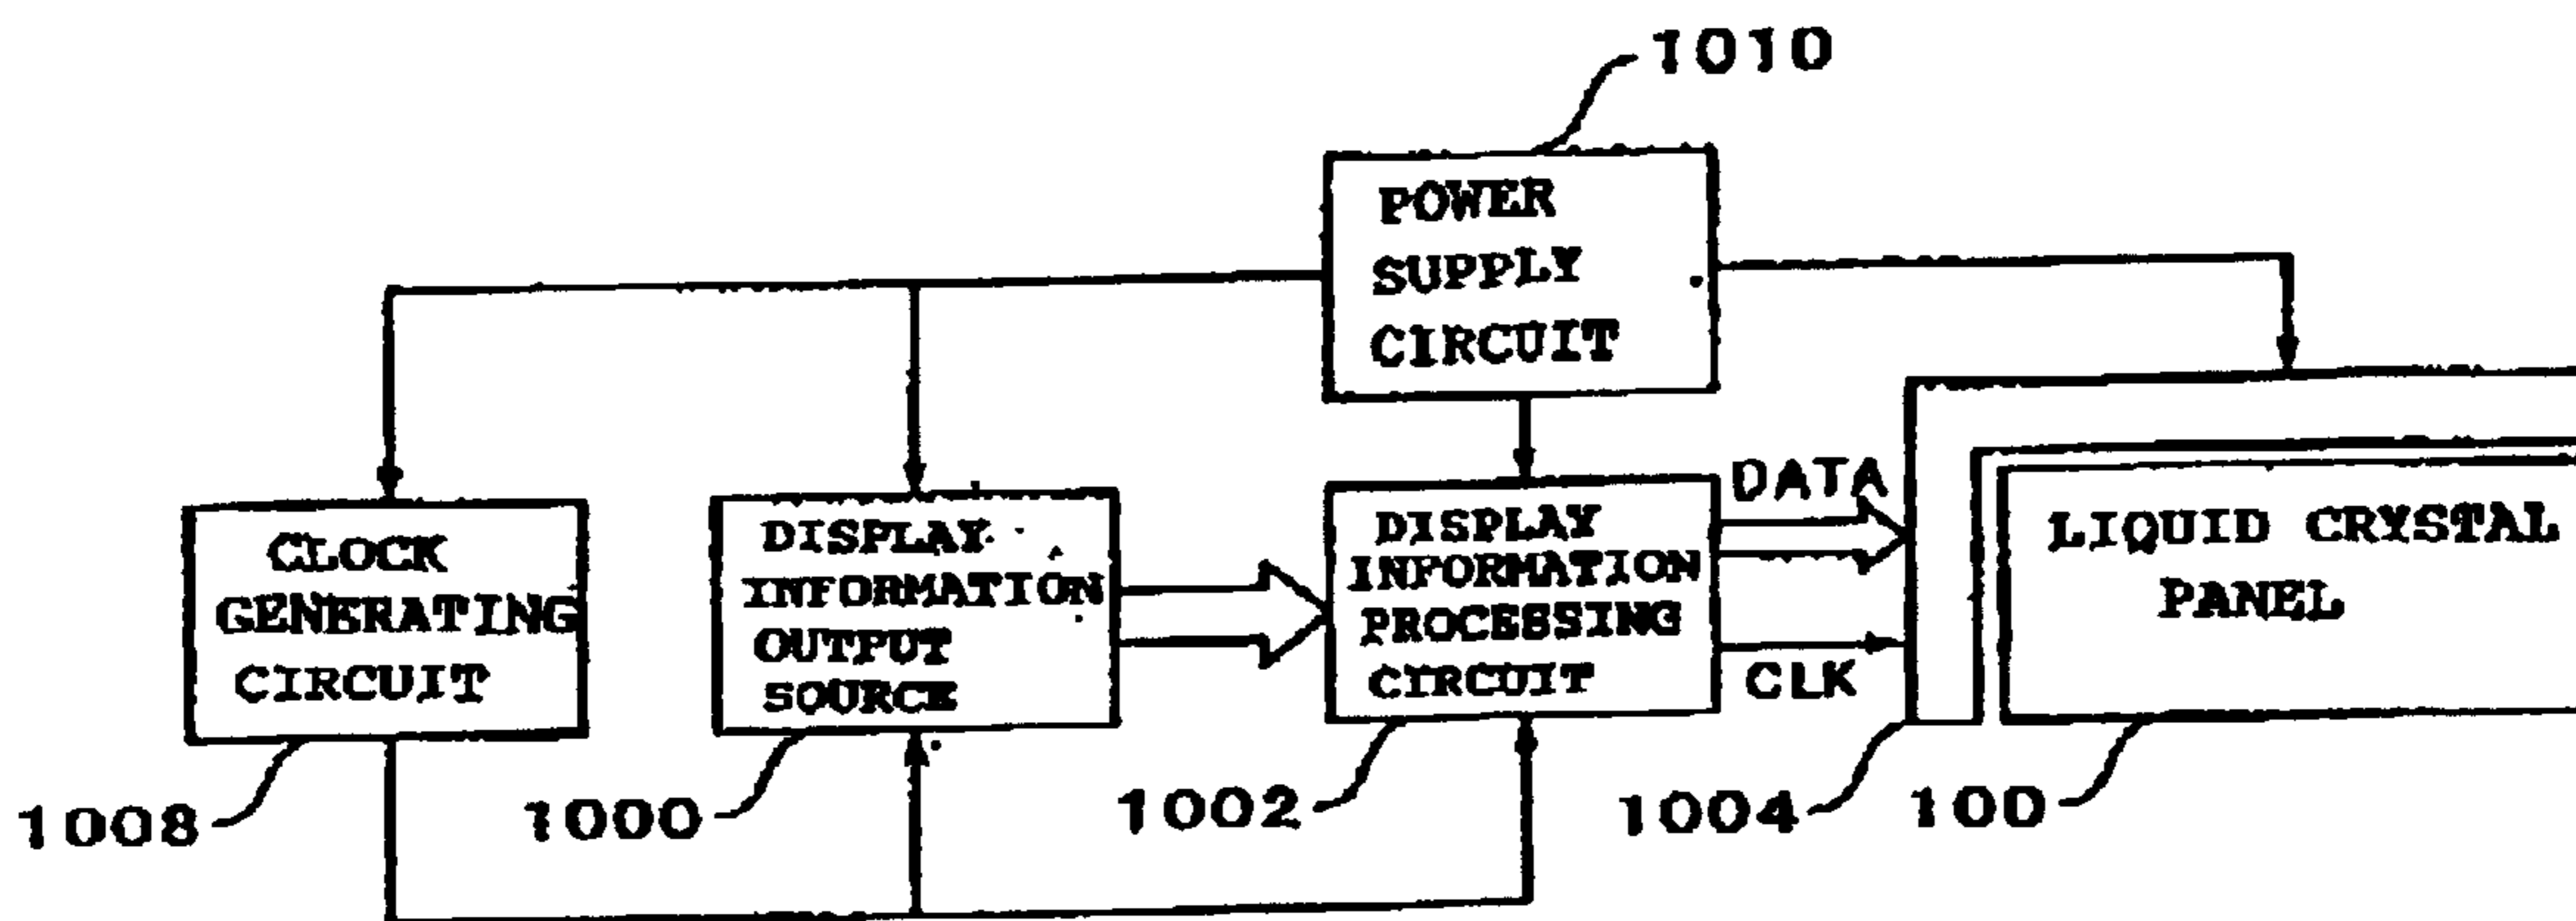 1010
POWER
SUPPLY
CIRCUIT
CLOCK
GENERATING
CIRCUIT
DISPLAY
INFORMATION
OUTPUT
SOURCE
DISPLAY
INFORMATION
PROCESSING
CIRCUIT
DATA
CLK
LIQUID CRYSTAL
PANEL
1008
1000
1002
1004
100